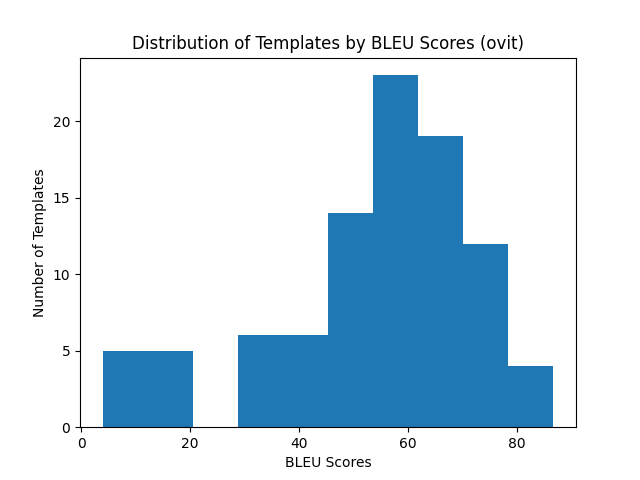 Distribution of Templates by BLEU Scores (ovit)
Number of Templates
20
15
10
5
0
0 20 40 60 80
BLEU Scores